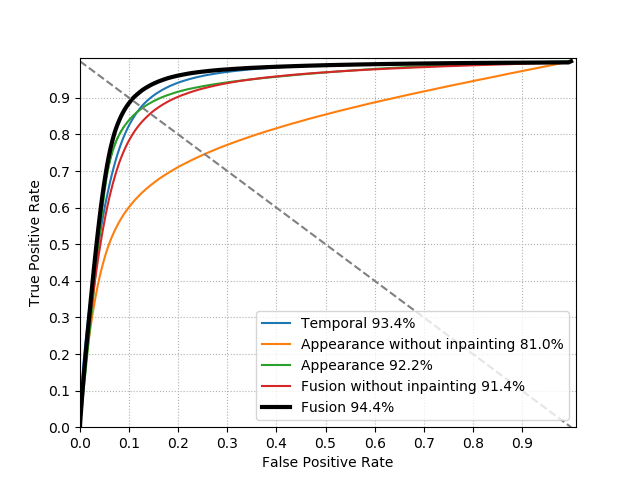 0.9
0.8
0.7
0.6
0.5
0.4
0.3
0.2
0.1
0.0
True Positive Rate
Temporal 93.4%
Appearance without inpainting 81.0%
Appearance 92.2%
Fusion without inpainting 91.4%
Fusion 94.4%
0.0 0.1 0.2 0.3 0.4 0.5 0.6 0.7 0.8 0.9
False Positive Rate